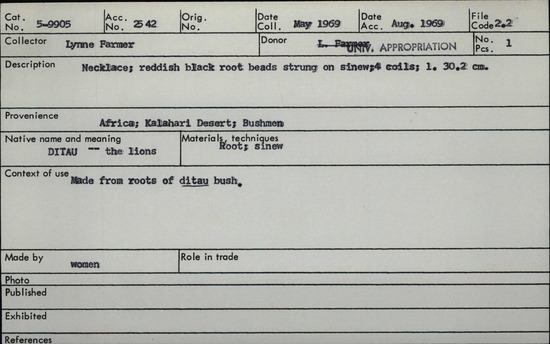 Cat. No. 5-9905 Acc. No. 2542 Orig. No. Date Coll. May 1969 Date Acc. Aug. 1969 File Code 2.2
Collector Lynne Farmer Donor L. Farmer UNIV. APPROPRIATION No. Pcs. 1
Description Necklace; reddish black root beads strung on sinew;4 coils; l. 30.2 cm.
Provenience Africa; Kalahari Desert; Bushmen
Native name and meaning Materials, techniques
DITAU -- the lions Root; sinew
Context of use Made from roots of ditau bush.
Made by women Role in trade
Photo
Published
Exhibited
References